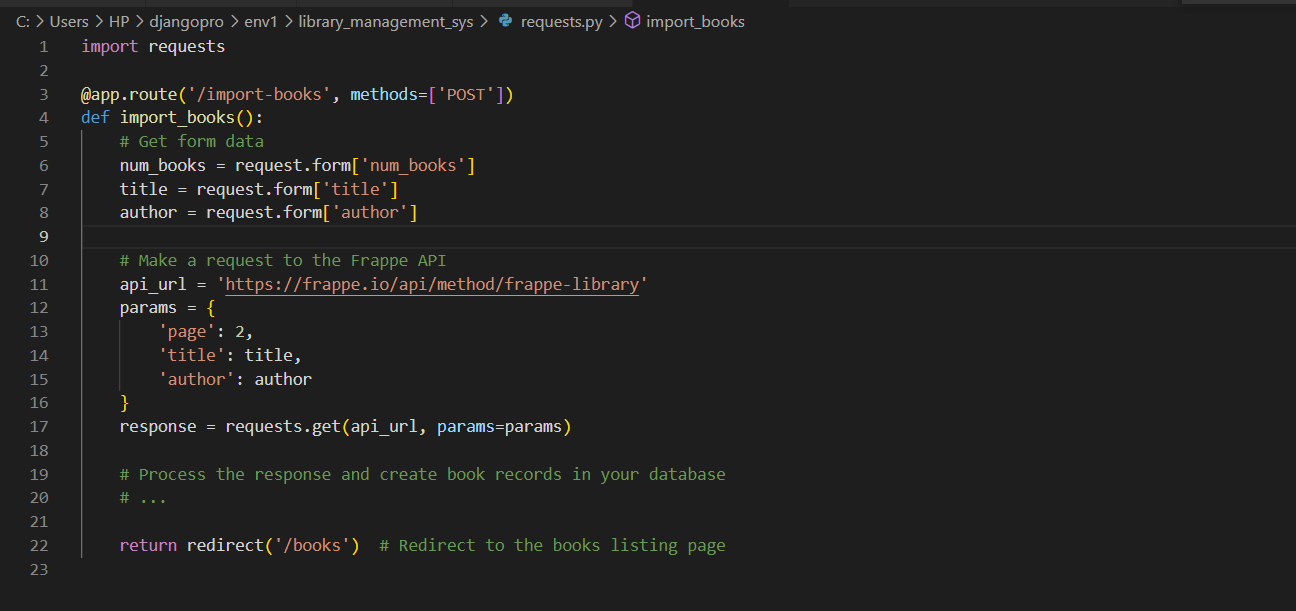 C: > Users > HP > djangopro > env1 > library_management_sys > requests.py > import_books
1 import requests
2
3 @app.route('/import-books', methods=['POST'])
4 def import_books():
5     # Get form data
6     num_books = request.form['num_books']
7     title = request.form['title']
8     author = request.form['author']
9
10     # Make a request to the Frappe API
11     api_url = 'https://frappe.io/api/method/frappe-library'
12     params = {
13         'page': 2,
14         'title': title,
15         'author': author
16     }
17     response = requests.get(api_url, params=params)
18
19     # Process the response and create book records in your database
20     # ...
21
22     return redirect('/books')  # Redirect to the books listing page
23